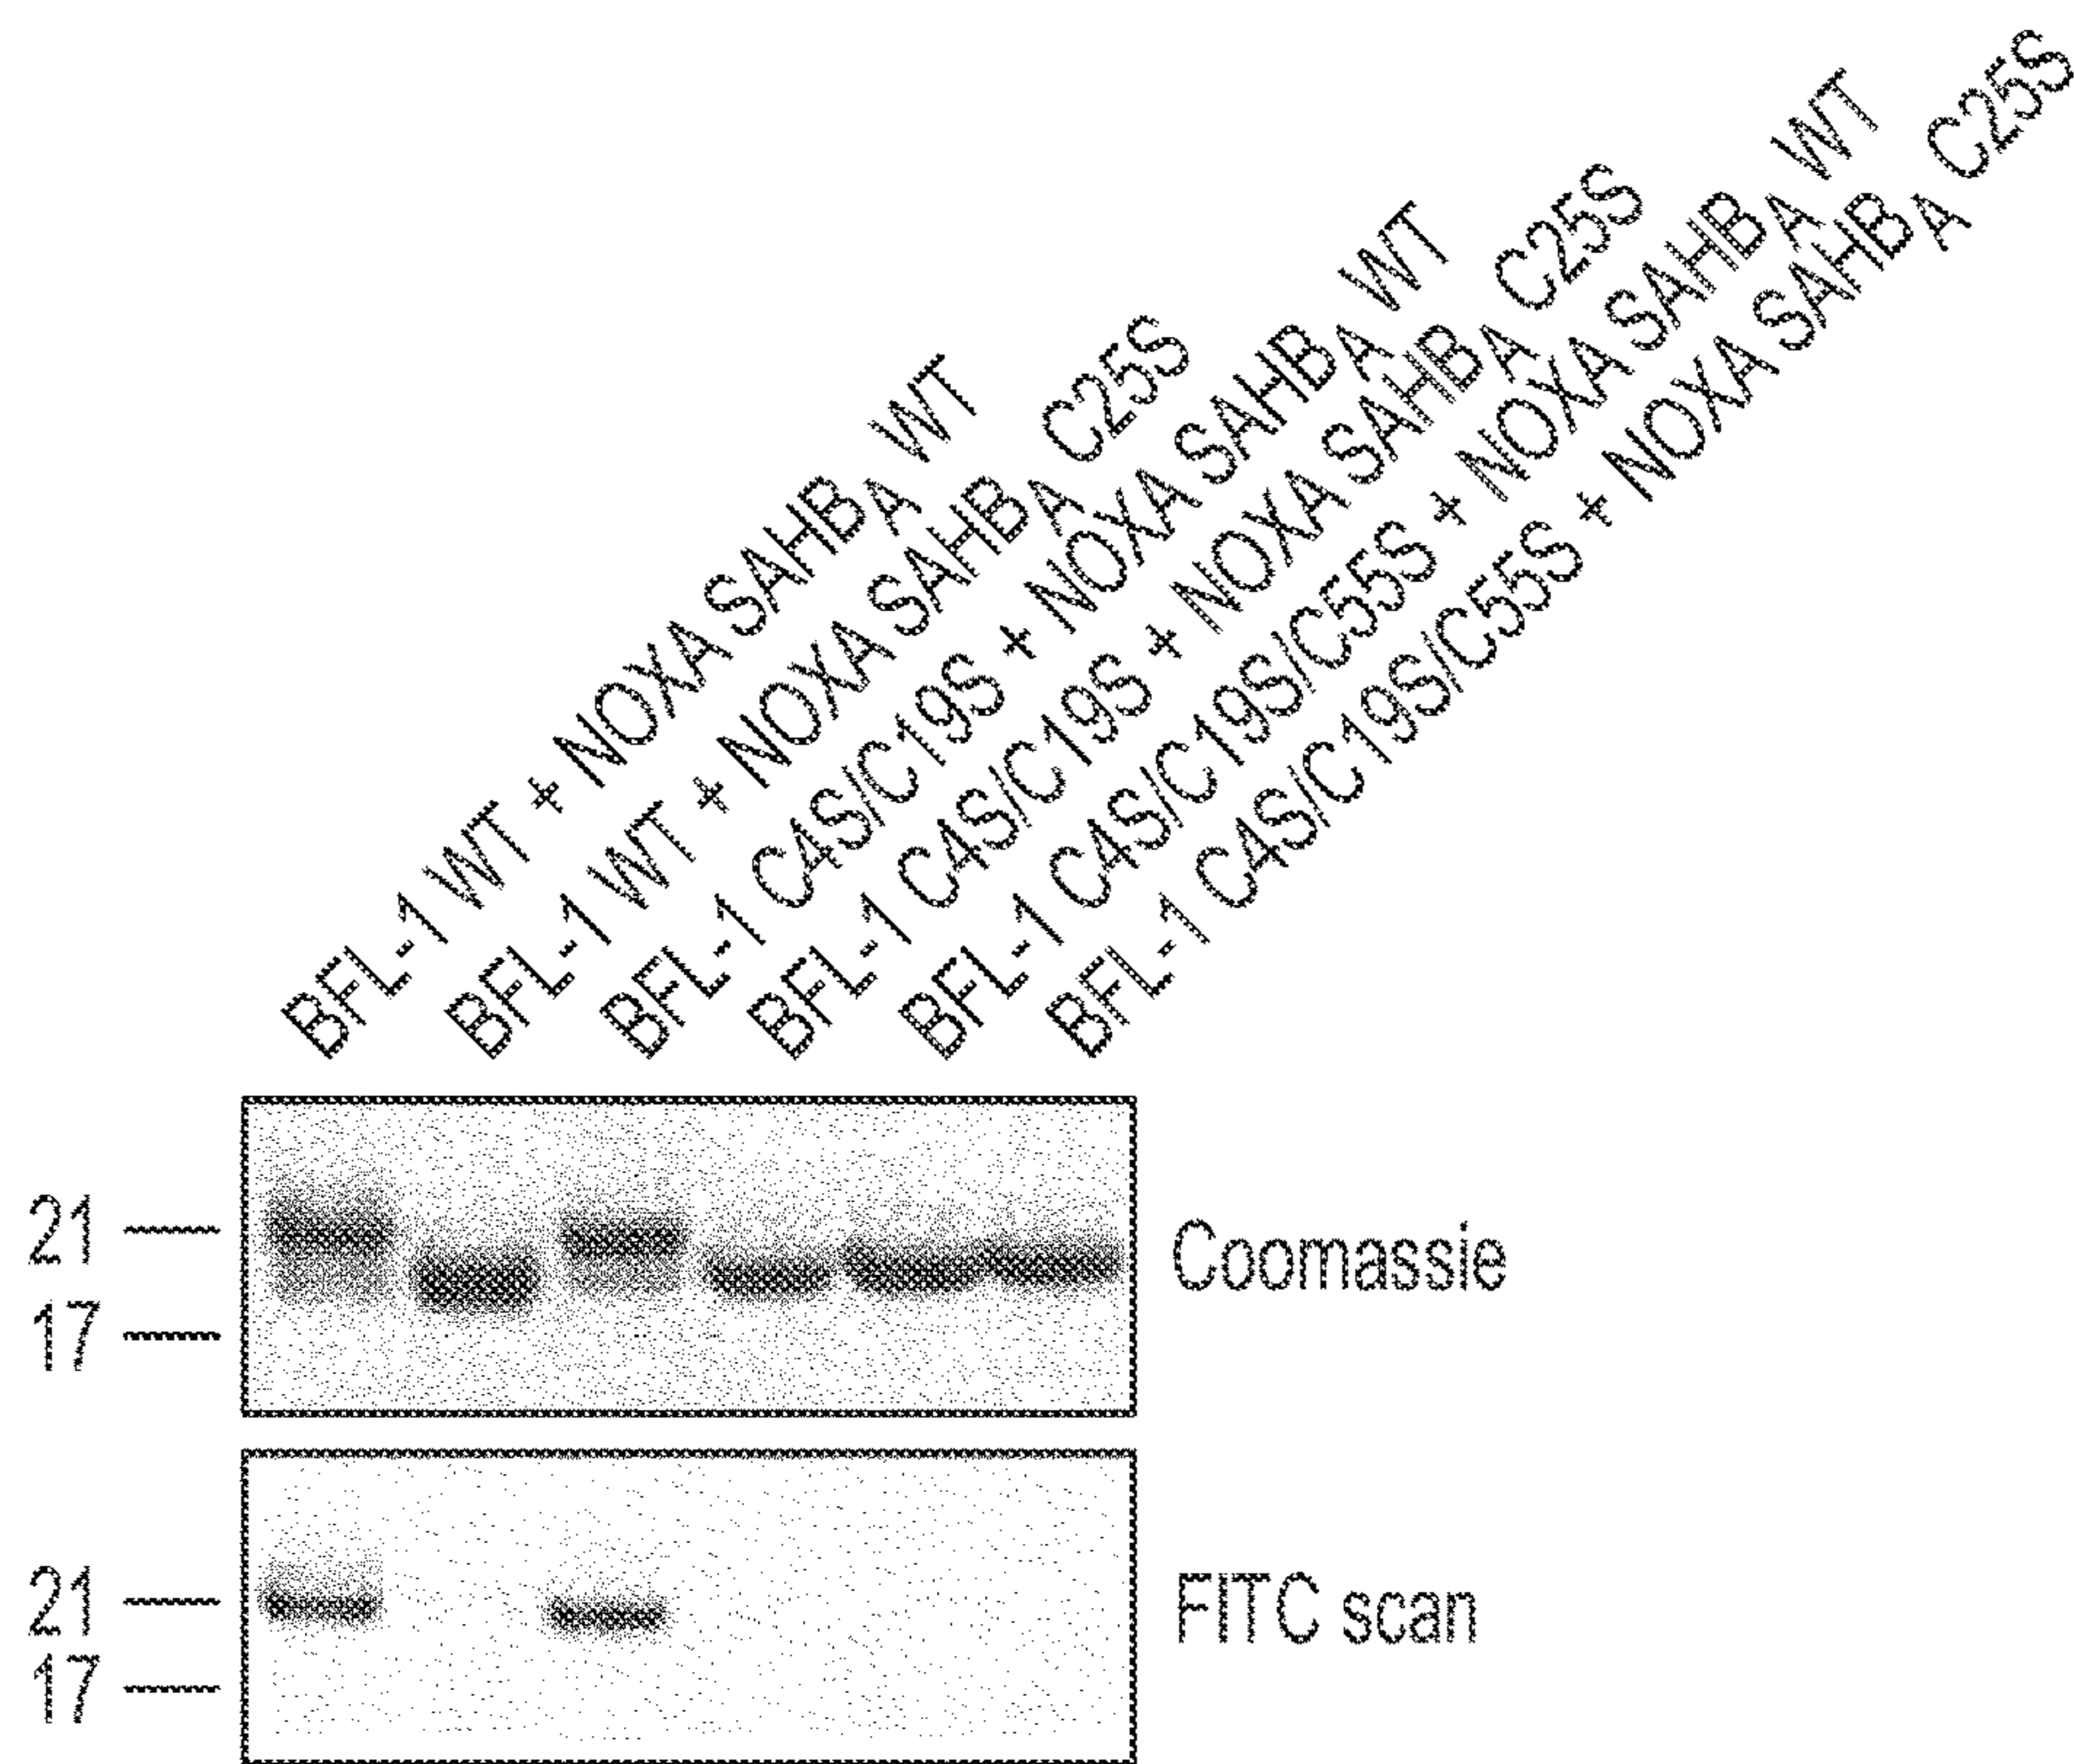 BFL-1 WT + NOXA SAHBA WT
BFL-1 WT + NOXA SAHBA C25S
BFL-1 C4S/C19S + NOXA SAHBA WT
BFL-1 C4S/C19S + NOXA SAHBA C25S
BFL-1 C4S/C19S/C55S + NOXA SAHBA WT
BFL-1 C4S/C19S/C55S + NOXA SAHBA C25S
21
17
Coomassie
21
17
FITC scan